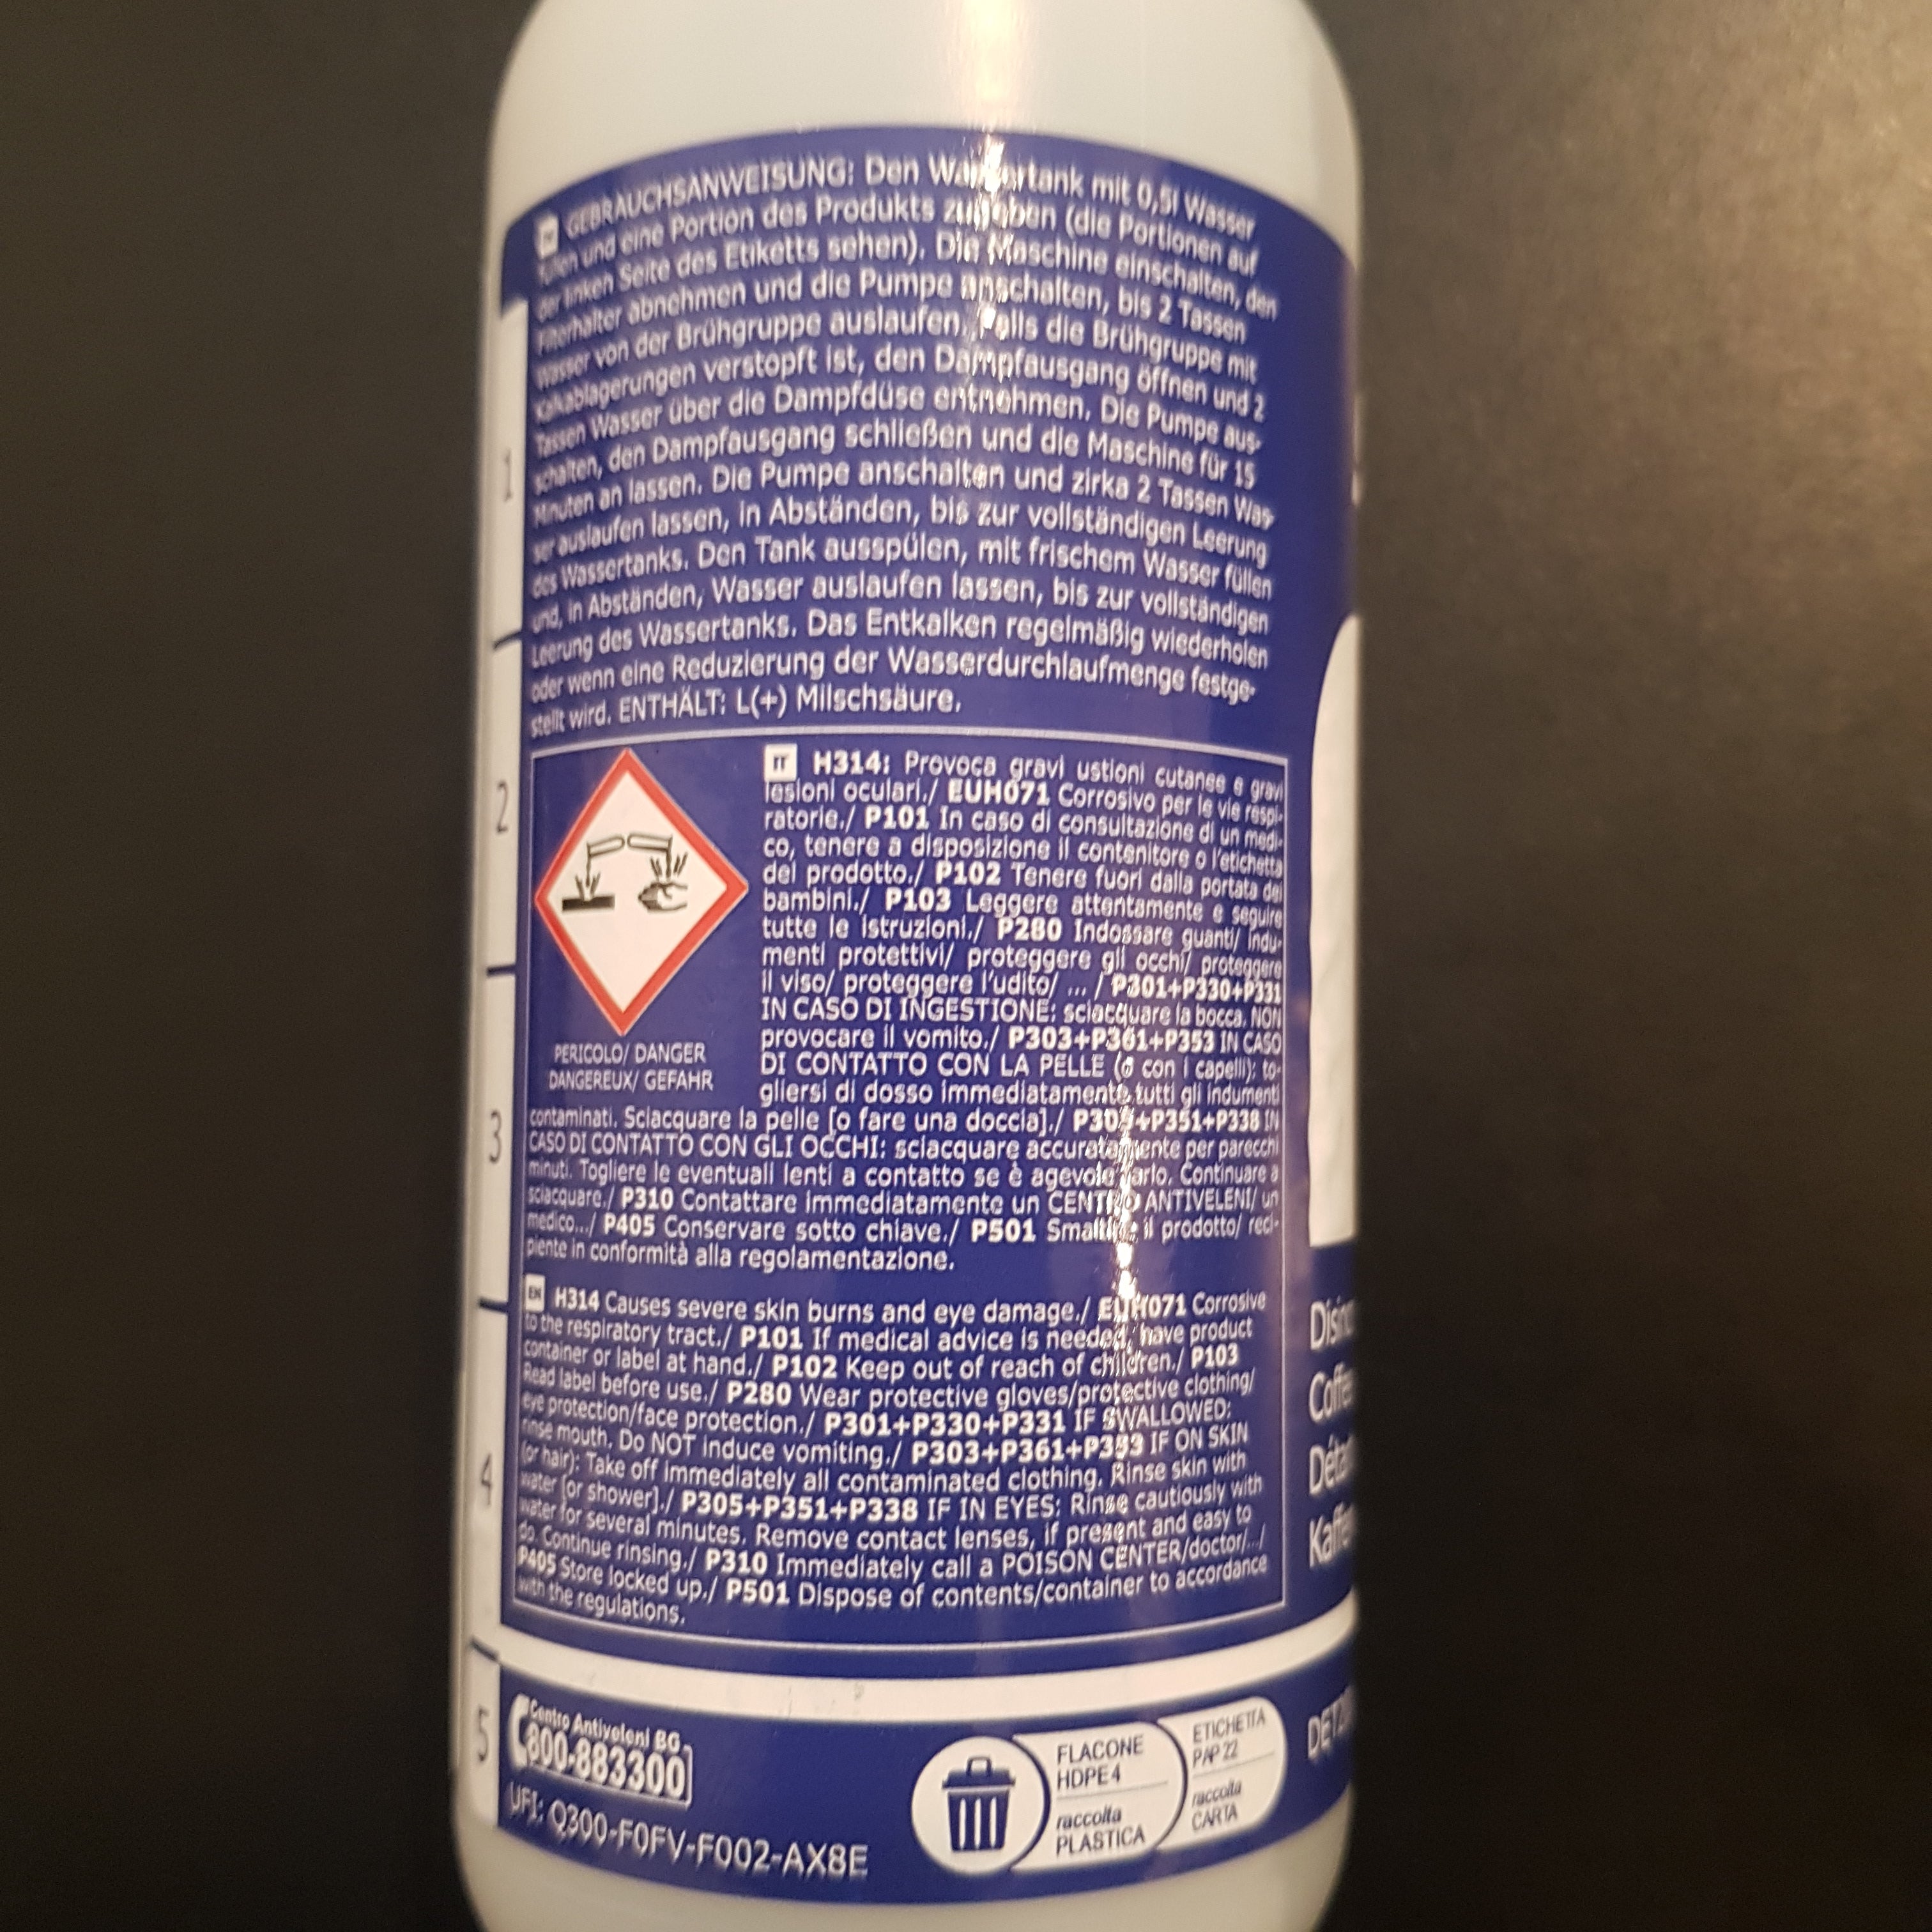 GEBRAUCHSANWEISUNG: Den Wassertank mit 0,5l Wasser
füllen und eine Portion des Produkts zugeben (die Portionen auf
der linken Seite des Etiketts sehen). Die Maschine einschalten, den
Filterhalter abnehmen und die Pumpe anschalten, bis 2 Tassen
Wasser von der Brühgruppe auslaufen. Falls die Brühgruppe mit
Kalkablagerungen verstopft ist, den Dampfausgang öffnen und 2
Tassen Wasser über die Dampfdüse entnehmen. Die Pumpe aus-
schalten, den Dampfausgang schließen und die Maschine für 15
Minuten an lassen. Die Pumpe anschalten und zirka 2 Tassen Was-
ser auslaufen lassen, in Abständen, bis zur vollständigen Leerung
des Wassertanks. Den Tank ausspülen, mit frischem Wasser füllen
und, in Abständen, Wasser auslaufen lassen, bis zur vollständigen
Leerung des Wassertanks. Das Entkalken regelmäßig wiederholen
oder wenn eine Reduzierung der Wasserdurchlaufmenge festge-
stellt wird. ENTHÄLT: L(+) Milschsäure.
PERICOLO/ DANGER
DANGEREUX/ GEFAHR
IT H314: Provoca gravi ustioni cutanee e gravi
lesioni oculari./ EUH071 Corrosivo per le vie respi-
ratorie./ P101 In caso di consultazione di un medi-
co, tenere a disposizione il contenitore o l'etichetta
del prodotto./ P102 Tenere fuori dalla portata dei
bambini./ P103 Leggere attentamente e seguire
tutte le istruzioni./ P280 Indossare guanti/ indu-
menti protettivi/ proteggere gli occhi/ proteggere
il viso/ proteggere l'udito/ ... / P301+P330+P331
IN CASO DI INGESTIONE: sciacquare la bocca. NON
provocare il vomito./ P303+P361+P353 IN CASO
DI CONTATTO CON LA PELLE (o con i capelli): to-
gliersi di dosso immediatamente tutti gli indumenti
contaminati. Sciacquare la pelle [o fare una doccia]./ P305+P351+P338 IN
CASO DI CONTATTO CON GLI OCCHI: sciacquare accuratamente per parecchi
minuti. Togliere le eventuali lenti a contatto se è agevole farlo. Continuare a
sciacquare./ P310 Contattare immediatamente un CENTRO ANTIVELENI/ un
medico.../ P405 Conservare sotto chiave./ P501 Smaltire il prodotto/ reci-
piente in conformità alla regolamentazione.
EN H314 Causes severe skin burns and eye damage./ EUH071 Corrosive
to the respiratory tract./ P101 If medical advice is needed, have product
container or label at hand./ P102 Keep out of reach of children./ P103
Read label before use./ P280 Wear protective gloves/protective clothing/
eye protection/face protection./ P301+P330+P331 IF SWALLOWED:
rinse mouth. Do NOT induce vomiting./ P303+P361+P353 IF ON SKIN
(or hair): Take off immediately all contaminated clothing. Rinse skin with
water [or shower]./ P305+P351+P338 IF IN EYES: Rinse cautiously with
water for several minutes. Remove contact lenses, if present and easy to
do. Continue rinsing./ P310 Immediately call a POISON CENTER/doctor/.../
P405 Store locked up./ P501 Dispose of contents/container to accordance
with the regulations.
1
2
3
4
5
Centro Antiveleni BG.
800-883300
UFI: Q300-F0FV-F002-AX8E
FLACONE
HDPE4
raccolta
PLASTICA
ETICHETTA
PAP 22
raccolta
CARTA